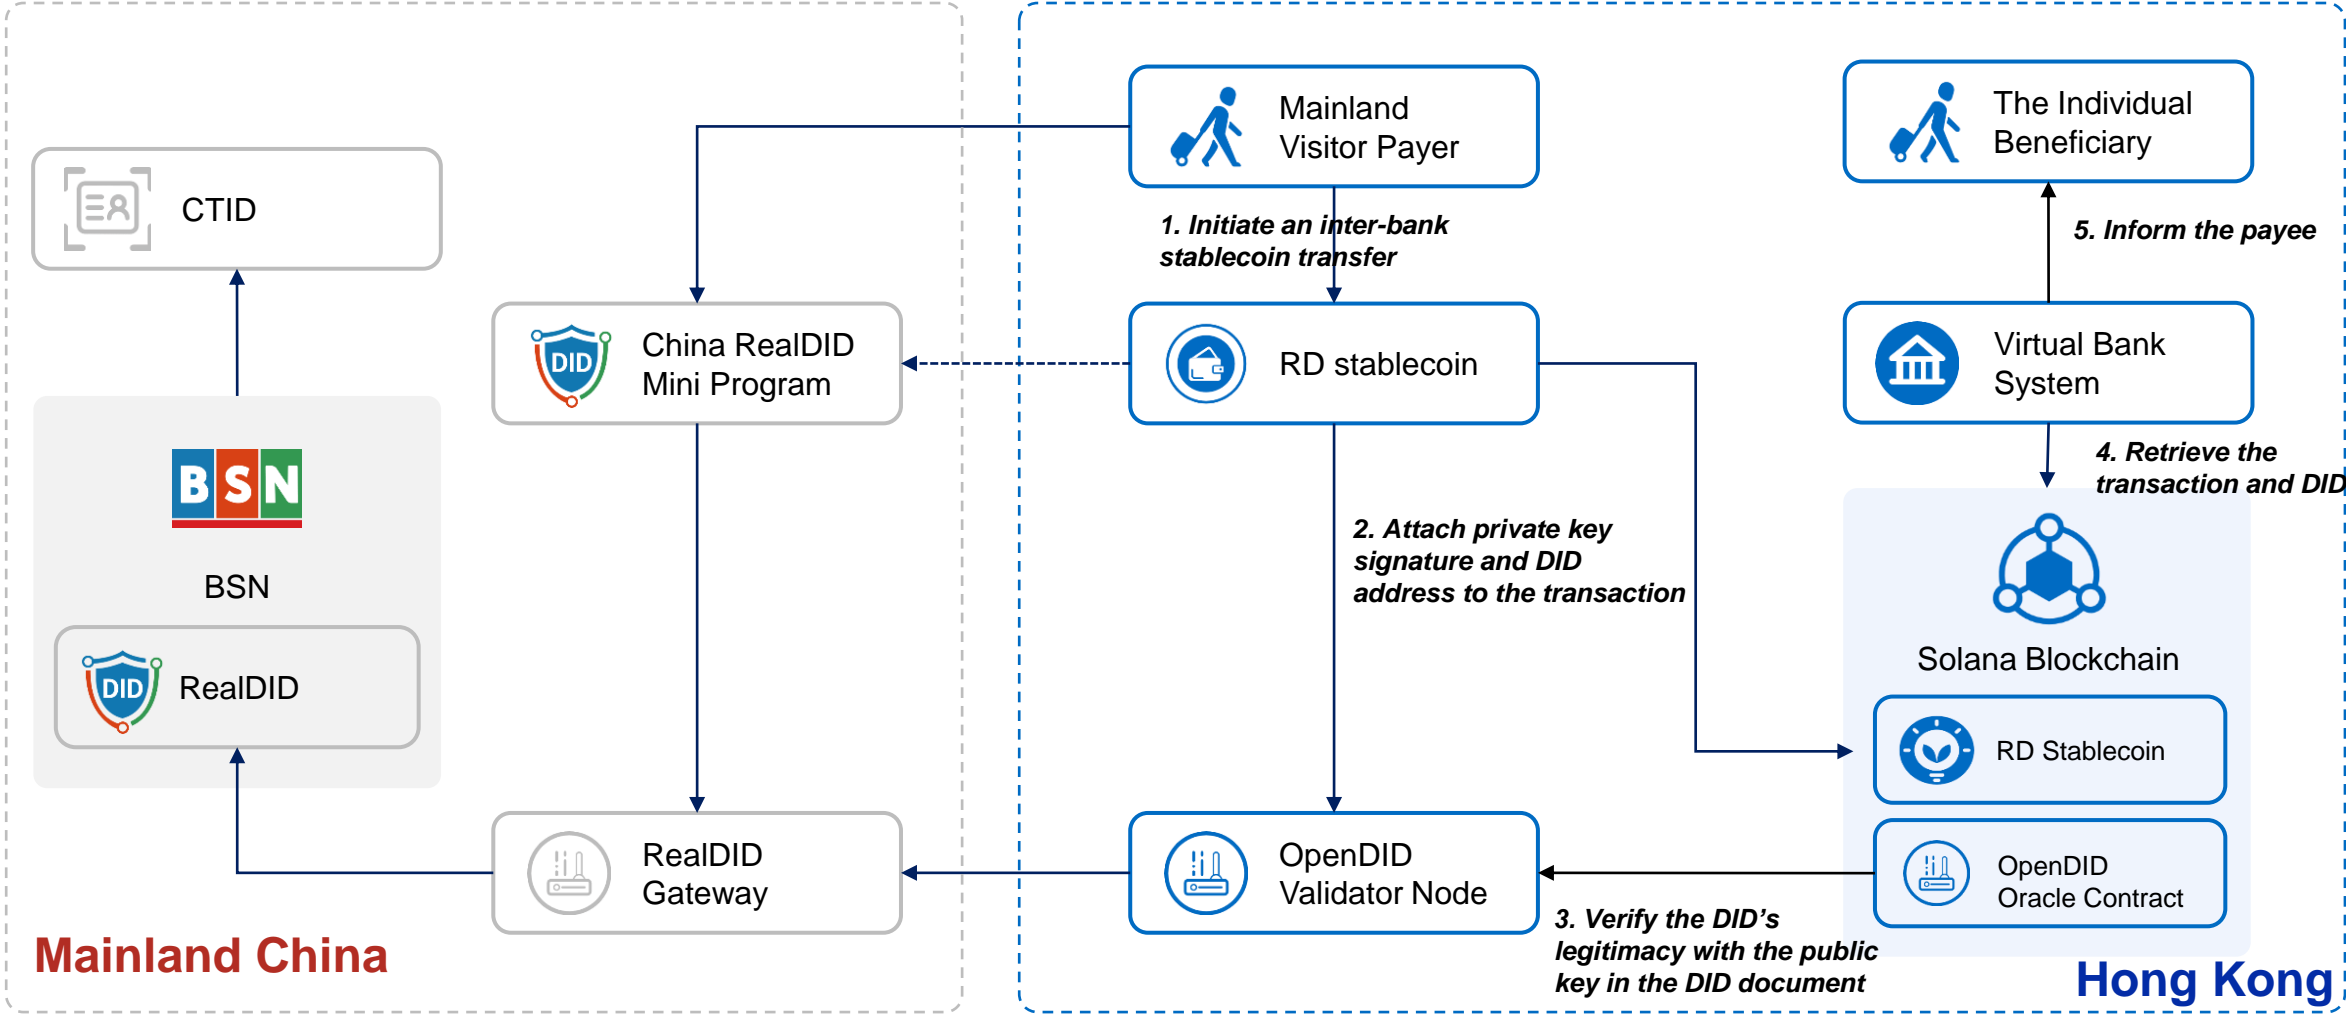 CTID
BSN
BSN
DID
RealDID
Mainland China
DID
China RealDID
Mini Program
RealDID
Gateway
Mainland
Visitor Payer
1. Initiate an inter-bank
stablecoin transfer
RD stablecoin
2. Attach private key
signature and DID
address to the transaction
OpenDID
Validator Node
3. Verify the DID’s
legitimacy with the public
key in the DID document
The Individual
Beneficiary
5. Inform the payee
Virtual Bank
System
4. Retrieve the
transaction and DID
Solana Blockchain
RD Stablecoin
OpenDID
Oracle Contract
Hong Kong